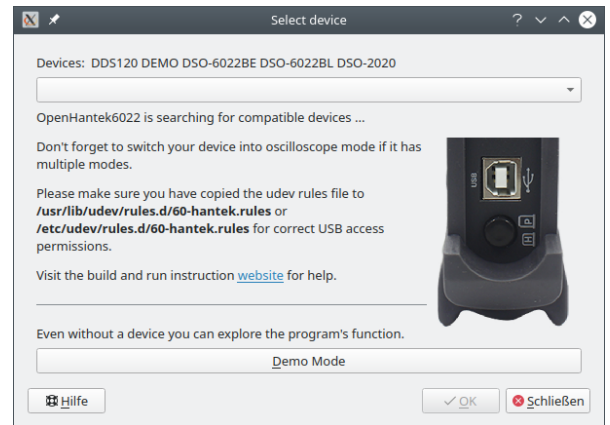 Select device
Devices: DDS120 DEMO DSO-6022BE DSO-6022BL DSO-2020
OpenHantek6022 is searching for compatible devices ...
Don't forget to switch your device into oscilloscope mode if it has
multiple modes.
Please make sure you have copied the udev rules file to
/usr/lib/udev/rules.d/60-hantek.rules or
/etc/udev/rules.d/60-hantek.rules for correct USB access
permissions.
Visit the build and run instruction website for help.
USB
P
H
Even without a device you can explore the program's function.
Demo Mode
Hilfe
OK
Schließen